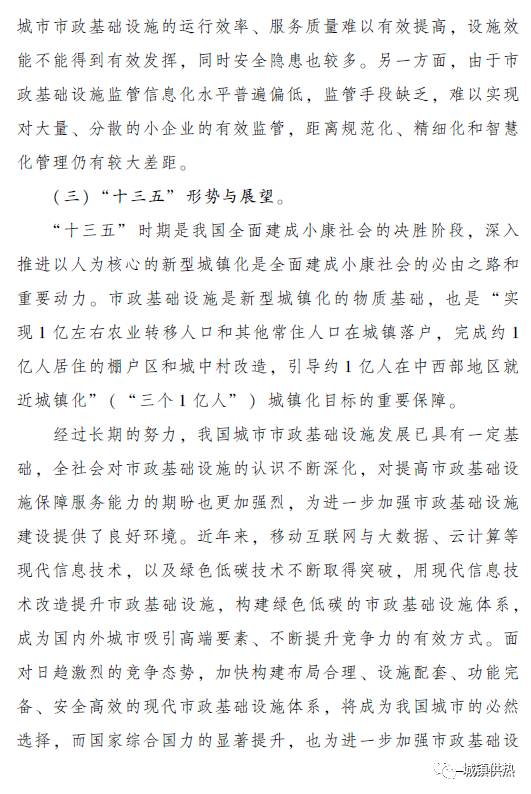 城市市政基础设施的运行效率、服务质量难以有效提高，设施效
能不能得到有效发挥，同时安全隐患也较多。另一方面，由于市
政基础设施监管信息化水平普遍偏低，监管手段缺乏，难以实现
对大量、分散的小企业的有效监管，距离规范化、精细化和智慧
化管理仍有较大差距。
（三）“十三五”形势与展望。
“十三五”时期是我国全面建成小康社会的决胜阶段，深入
推进以人为核心的新型城镇化是全面建成小康社会的必由之路和
重要动力。市政基础设施是新型城镇化的物质基础，也是“实
现1亿左右农业转移人口和其他常住人口在城镇落户，完成约1
亿人居住的棚户区和城中村改造，引导约1亿人在中西部地区就
近城镇化”（“三个1亿人”）城镇化目标的重要保障。
经过长期的努力，我国城市市政基础设施发展已具有一定基
础，全社会对市政基础设施的认识不断深化，对提高市政基础设
施保障服务能力的期盼也更加强烈，为进一步加强市政基础设施
建设提供了良好环境。近年来，移动互联网与大数据、云计算等
现代信息技术，以及绿色低碳技术不断取得突破，用现代信息技
术改造提升市政基础设施，构建绿色低碳的市政基础设施体系，
成为国内外城市吸引高端要素、不断提升竞争力的有效方式。面
对日趋激烈的竞争态势，加快构建布局合理、设施配套、功能完
备、安全高效的现代市政基础设施体系，将成为我国城市的必然
选择，而国家综合国力的显著提升，也为进一步加强市政基础设
城镇供热